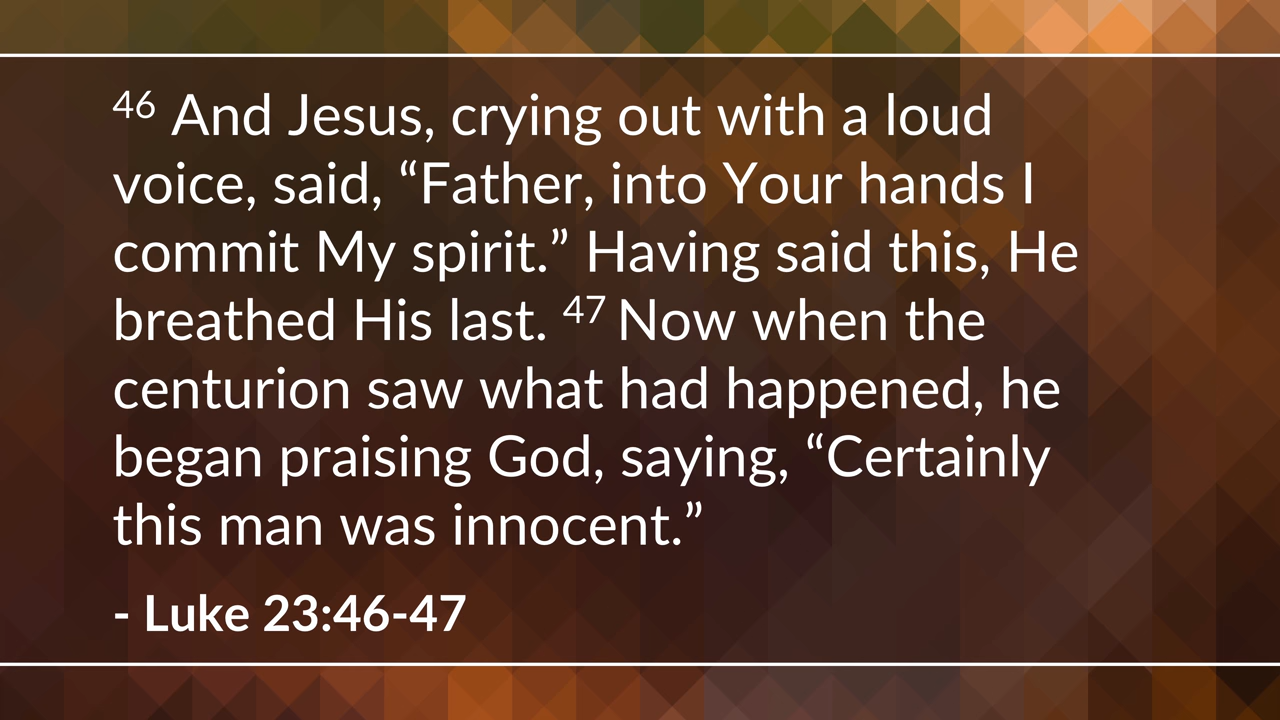 46 And Jesus, crying out with a loud
voice, said, “Father, into Your hands I
commit My spirit.” Having said this, He
breathed His last. 47 Now when the
centurion saw what had happened, he
began praising God, saying, “Certainly
this man was innocent.”
- Luke 23:46-47